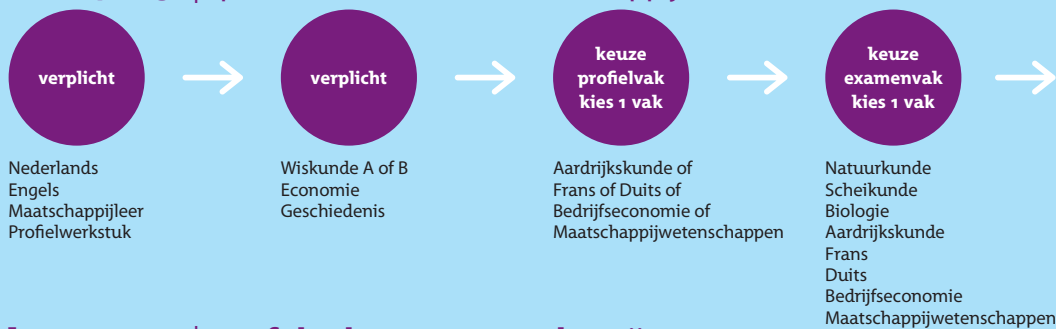 verplicht
Nederlands
Engels
Maatschappijleer
Profielwerkstuk
verplicht
Wiskunde A of B
Economie
Geschiedenis
keuze
profielvak
kies 1 vak
Aardrijkskunde of
Frans of Duits of
Bedrijfseconomie of
Maatschappijwetenschappen
keuze
examenvak
kies 1 vak
Natuurkunde
Scheikunde
Biologie
Aardrijkskunde
Frans
Duits
Bedrijfseconomie
Maatschappijwetenschappen